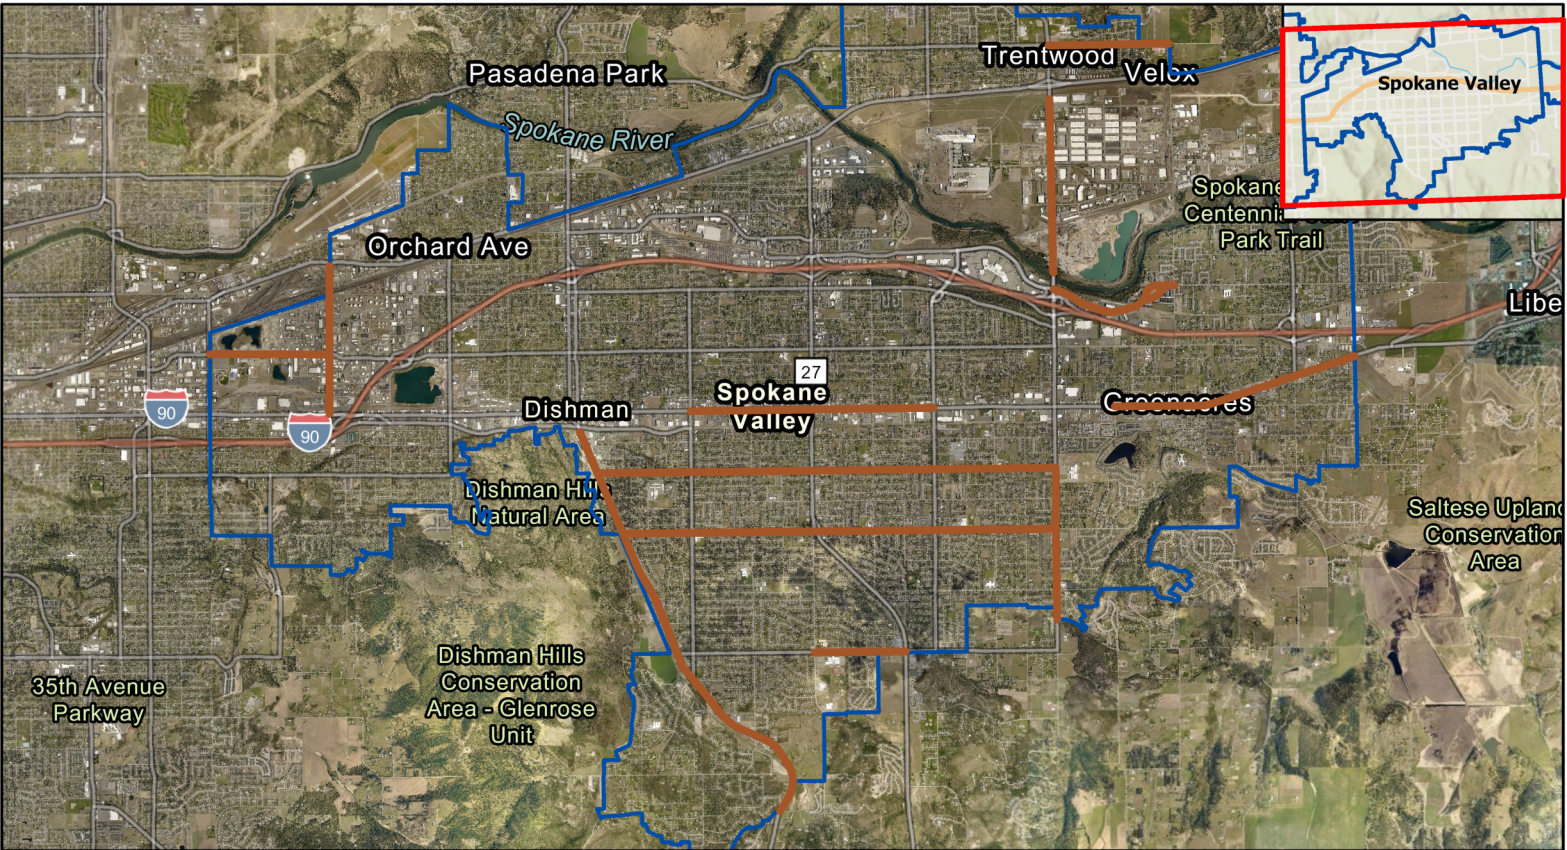 Trentwood
Velox
Pasadena Park
Spokane River
Spokane Valley
Spokane
Centennia
Park Trail
Orchard Ave
Libe
27
90
90
Spokane
Valley
Dishman
Greenacres
Dishman Hills
Natural Area
Saltese Upland
Conservation
Area
Dishman Hills
Conservation
Area - Glenrose
Unit
35th Avenue
Parkway